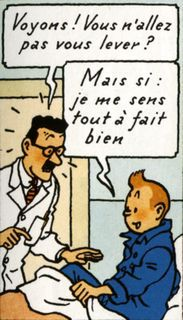 Voyons ! Vous n'allez
pas vous lever ?
Mais si :
je me sens
tout à fait
bien